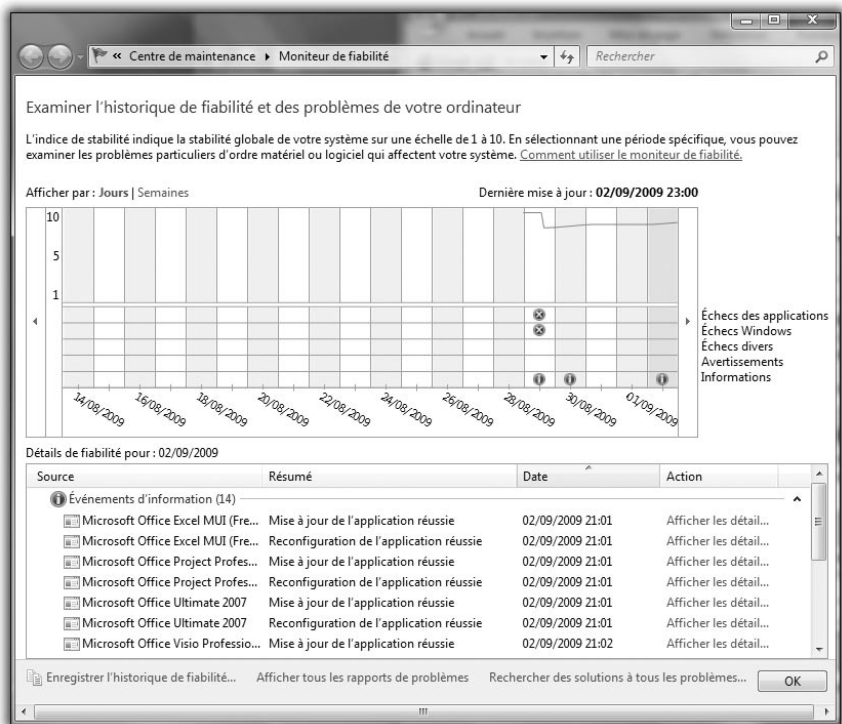 Centre de maintenance Moniteur de fiabilité Rechercher
Examiner l'historique de fiabilité et des problèmes de votre ordinateur
L'indice de stabilité indique la stabilité globale de votre système sur une échelle de 1 à 10. En sélectionnant une période spécifique, vous pouvez
examiner les problèmes particuliers d'ordre matériel ou logiciel qui affectent votre système. Comment utiliser le moniteur de fiabilité.
Afficher par : Jours | Semaines Dernière mise à jour : 02/09/2009 23:00
10
5
1
Échecs des applications
Échecs Windows
Échecs divers
Avertissements
Informations
14/08/2009 16/08/2009 18/08/2009 20/08/2009 22/08/2009 24/08/2009 26/08/2009 28/08/2009 30/08/2009 01/09/2009
Détails de fiabilité pour : 02/09/2009
Source Résumé Date Action
Événements d'information (14)
Microsoft Office Excel MUI (Fre... Mise à jour de l'application réussie 02/09/2009 21:01 Afficher les détail...
Microsoft Office Excel MUI (Fre... Reconfiguration de l'application réussie 02/09/2009 21:01 Afficher les détail...
Microsoft Office Project Profes... Mise à jour de l'application réussie 02/09/2009 21:01 Afficher les détail...
Microsoft Office Project Profes... Reconfiguration de l'application réussie 02/09/2009 21:01 Afficher les détail...
Microsoft Office Ultimate 2007 Mise à jour de l'application réussie 02/09/2009 21:01 Afficher les détail...
Microsoft Office Ultimate 2007 Reconfiguration de l'application réussie 02/09/2009 21:01 Afficher les détail...
Microsoft Office Visio Professio... Mise à jour de l'application réussie 02/09/2009 21:02 Afficher les détail...
Enregistrer l'historique de fiabilité... Afficher tous les rapports de problèmes Rechercher des solutions à tous les problèmes... OK